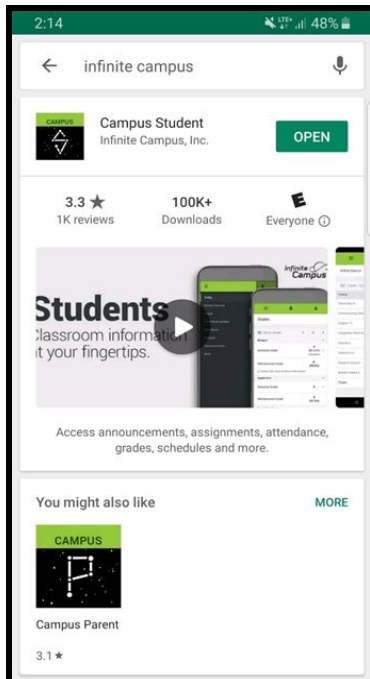 2:14 LTE+ 48%
infinite campus
CAMPUS
Campus Student
Infinite Campus, Inc.
OPEN
3.3 ★ 100K+ E
1K reviews Downloads Everyone
Infinite Campus
Students
Classroom information
at your fingertips.
Access announcements, assignments, attendance,
grades, schedules and more.
You might also like MORE
CAMPUS
Campus Parent
3.1 ★